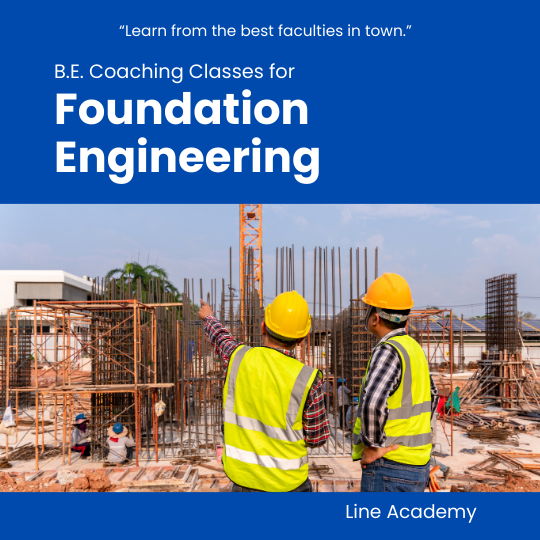 “Learn from the best faculties in town.”
B.E. Coaching Classes for
Foundation
Engineering
Line Academy